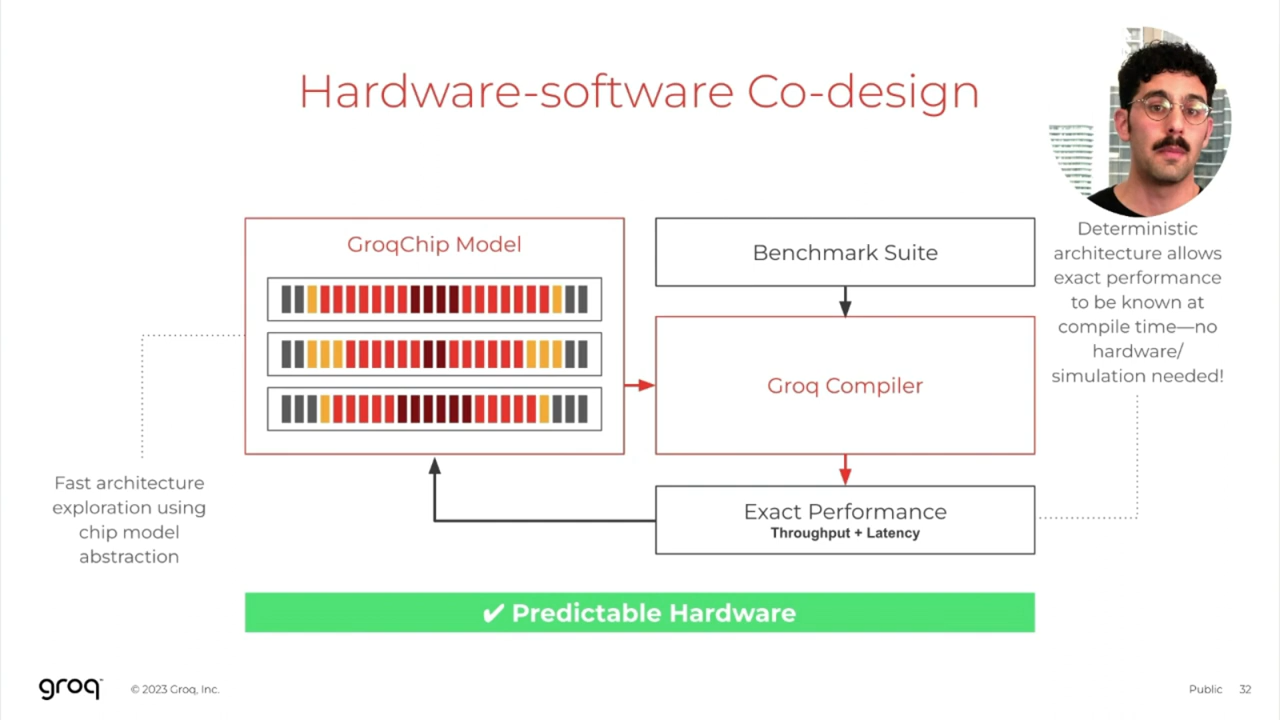 Hardware-software Co-design
GroqChip Model
Benchmark Suite
Groq Compiler
Exact Performance
Throughput + Latency
Deterministic
architecture allows
exact performance
to be known at
compile time—no
hardware/
simulation needed!
Fast architecture
exploration using
chip model
abstraction
✔ Predictable Hardware
groq™
© 2023 Groq, Inc.
Public 32